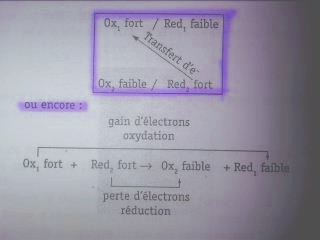 Ox₁ fort / Red₁ faible
Transfert d'e⁻
Ox₂ faible / Red₂ fort
ou encore :
gain d'électrons
oxydation
Ox₁ fort + Red₂ fort → Ox₂ faible + Red₁ faible
perte d'électrons
réduction